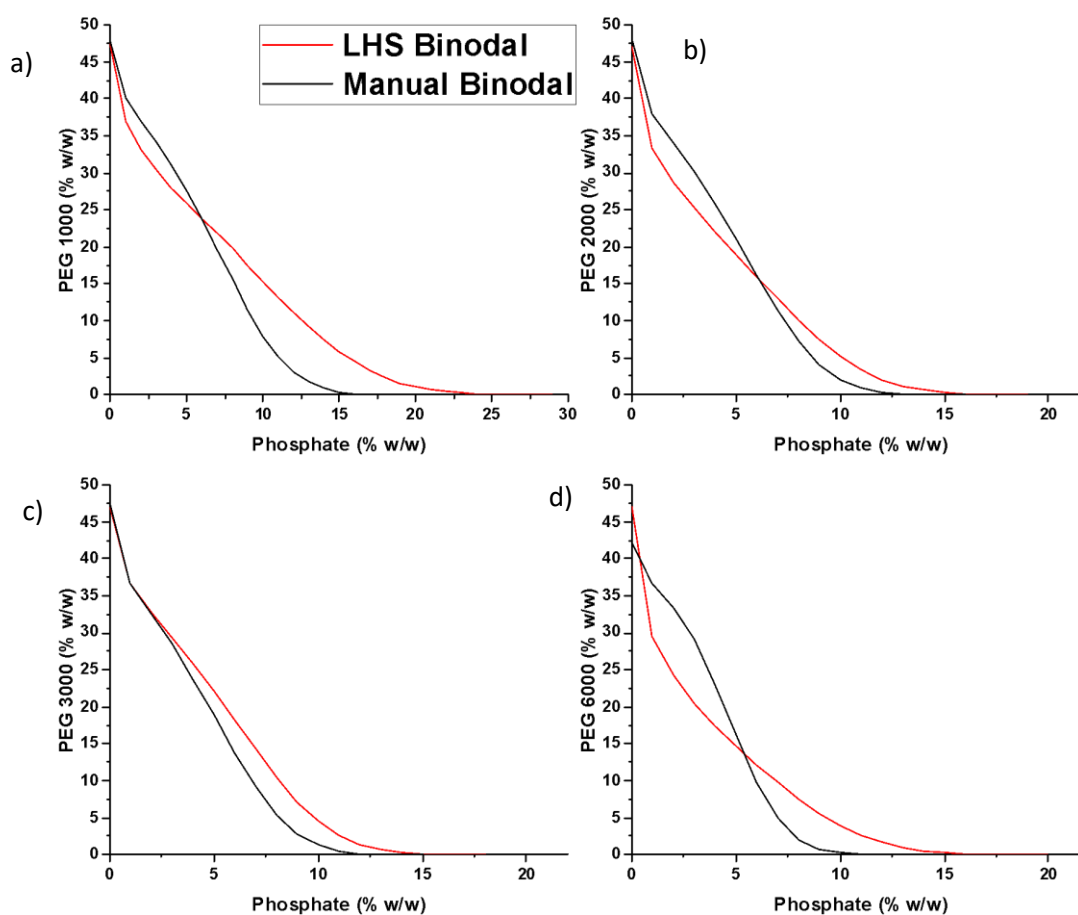 a)
LHS Binodal
Manual Binodal
50
45
40
35
30
25
20
15
10
5
0
PEG 1000 (% w/w)
0 5 10 15 20 25 30
Phosphate (% w/w)
b)
50
45
40
35
30
25
20
15
10
5
0
PEG 2000 (% w/w)
0 5 10 15 20
Phosphate (% w/w)
c)
50
45
40
35
30
25
20
15
10
5
0
PEG 3000 (% w/w)
0 5 10 15 20
Phosphate (% w/w)
d)
50
45
40
35
30
25
20
15
10
5
0
PEG 6000 (% w/w)
0 5 10 15 20
Phosphate (% w/w)